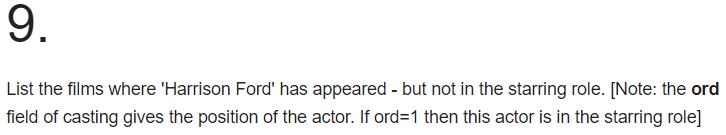 9.
List the films where 'Harrison Ford' has appeared - but not in the starring role. [Note: the ord
field of casting gives the position of the actor. If ord=1 then this actor is in the starring role]